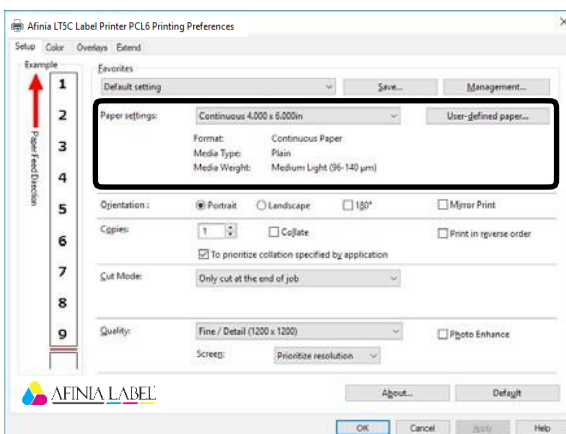 Afinia LT5C Label Printer PCL6 Printing Preferences
Setup Color Overlays Extend
Example
Paper Feed Direction
1
2
3
4
5
6
7
8
9
Favorites
Default setting Save... Management...
Paper settings: Continuous 4.000 x 6.000in User-defined paper...
Format: Continuous Paper
Media Type: Plain
Media Weight: Medium Light (96-140 µm)
Orientation : Portrait Landscape 180° Mirror Print
Copies: 1 Collate Print in reverse order
To prioritize collation specified by application
Cut Mode: Only cut at the end of job
Quality: Fine / Detail (1200 x 1200) Photo Enhance
Screen: Prioritize resolution
AFINIA LABEL
About... Default
OK Cancel Apply Help